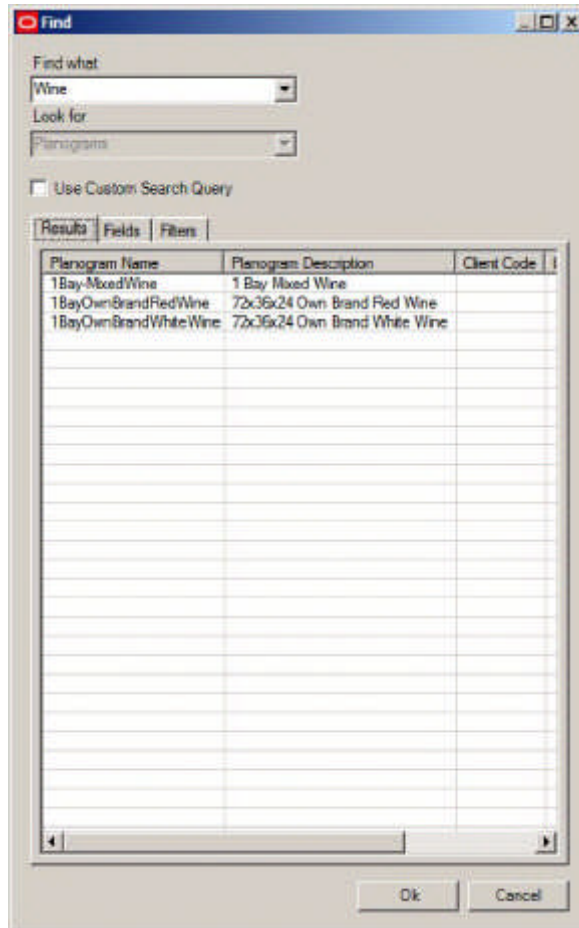 Find
Find what
Wine
Look for
Planograms
Use Custom Search Query
Results Fields Filters
Planogram Name Planogram Description Client Code
1Bay-MixedWine 1 Bay Mixed Wine
1BayOwnBrandRedWine 72x36x24 Own Brand Red Wine
1BayOwnBrandWhiteWine 72x36x24 Own Brand White Wine
Ok Cancel